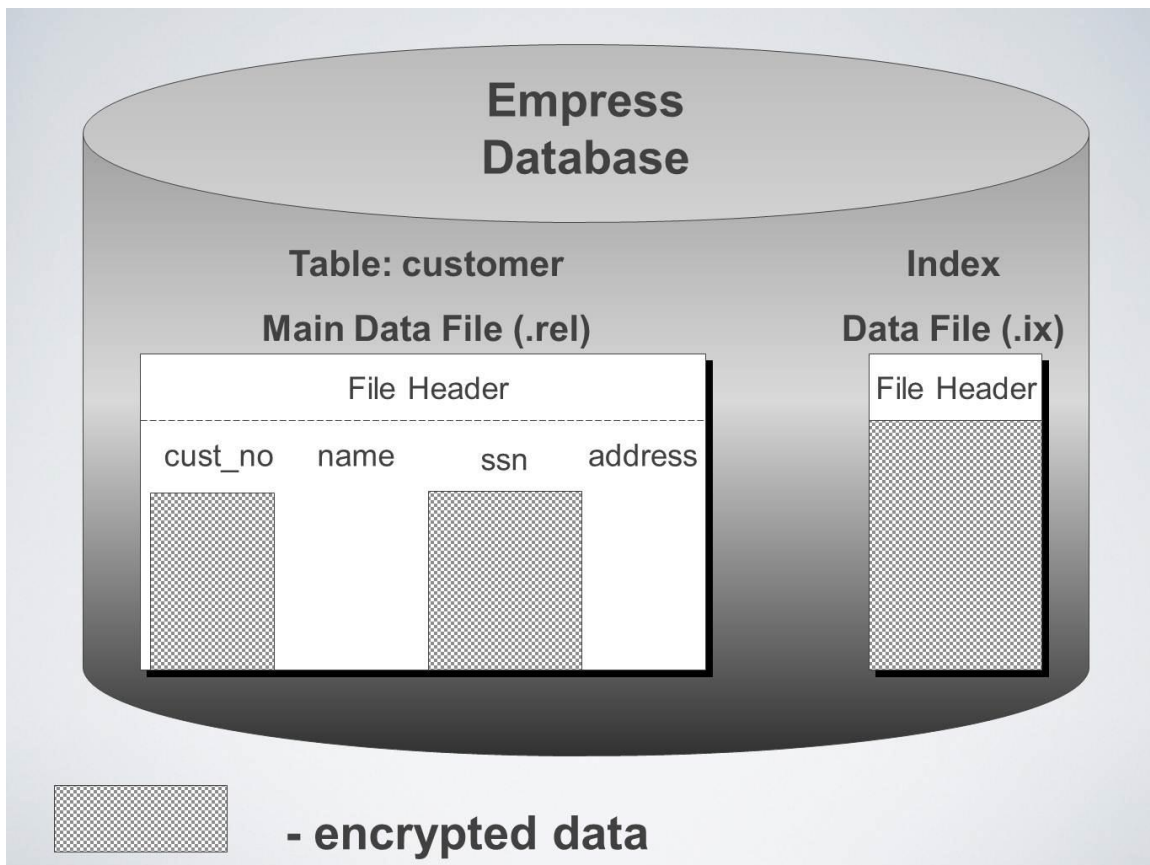 Empress
Database
Table: customer
Index
Main Data File (.rel)
Data File (.ix)
File Header
File Header
cust_no name ssn address
- encrypted data